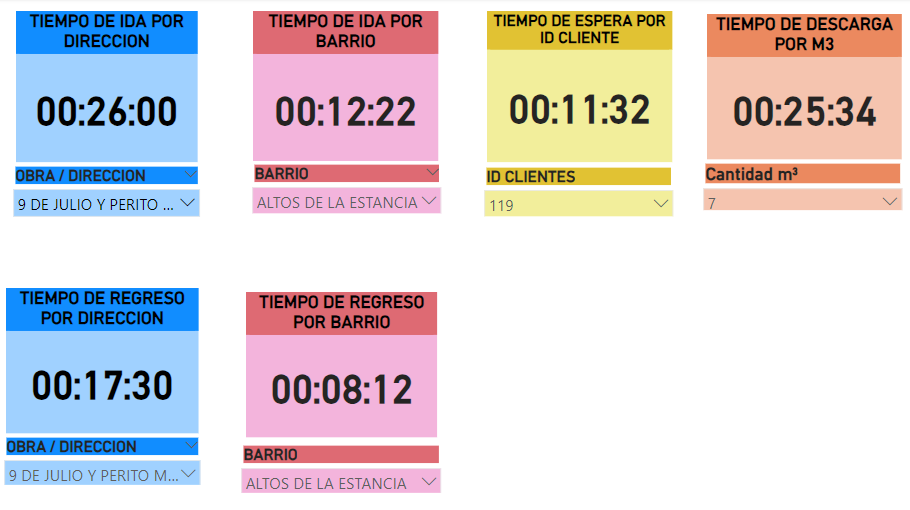 TIEMPO DE IDA POR
DIRECCION
00:26:00
OBRA / DIRECCION
9 DE JULIO Y PERITO ...
TIEMPO DE IDA POR
BARRIO
00:12:22
BARRIO
ALTOS DE LA ESTANCIA
TIEMPO DE ESPERA POR
ID CLIENTE
00:11:32
ID CLIENTES
119
TIEMPO DE DESCARGA
POR M3
00:25:34
Cantidad m³
7
TIEMPO DE REGRESO
POR DIRECCION
00:17:30
OBRA / DIRECCION
9 DE JULIO Y PERITO M...
TIEMPO DE REGRESO
POR BARRIO
00:08:12
BARRIO
ALTOS DE LA ESTANCIA